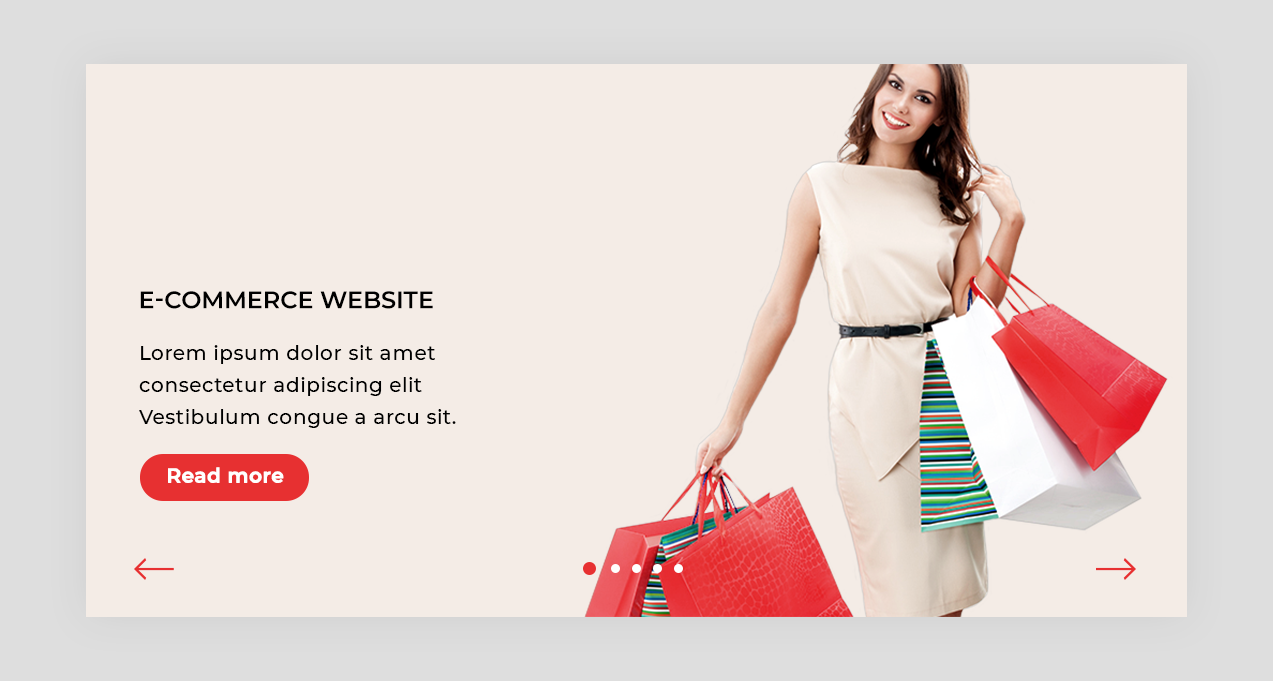 E-COMMERCE WEBSITE
Lorem ipsum dolor sit amet
consectetur adipiscing elit
Vestibulum congue a arcu sit.
Read more